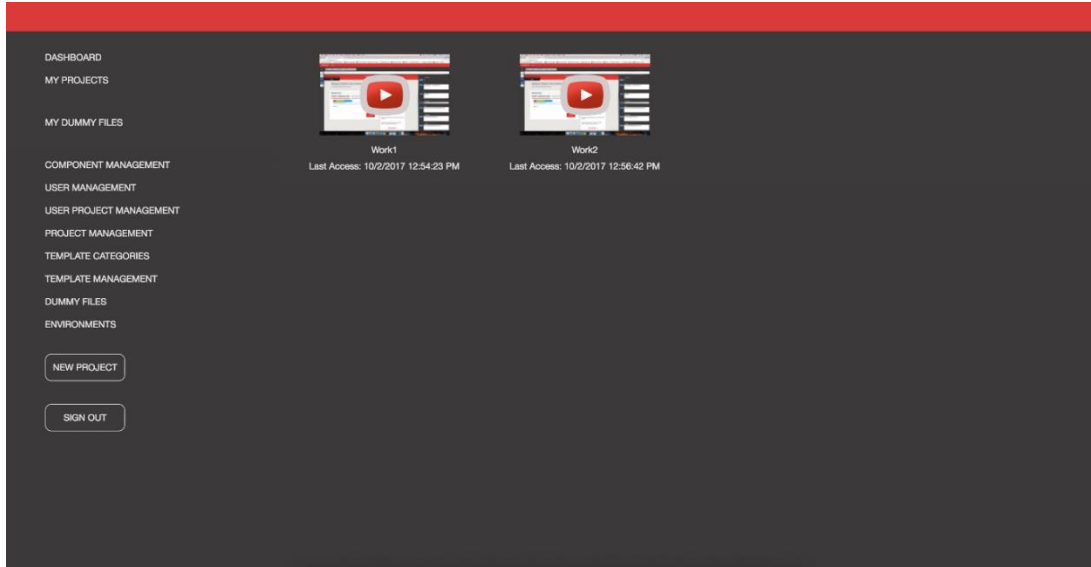 DASHBOARD
MY PROJECTS
MY DUMMY FILES
COMPONENT MANAGEMENT
USER MANAGEMENT
USER PROJECT MANAGEMENT
PROJECT MANAGEMENT
TEMPLATE CATEGORIES
TEMPLATE MANAGEMENT
DUMMY FILES
ENVIRONMENTS
NEW PROJECT
SIGN OUT
Work1
Last Access: 10/2/2017 12:54:23 PM
Work2
Last Access: 10/2/2017 12:56:42 PM